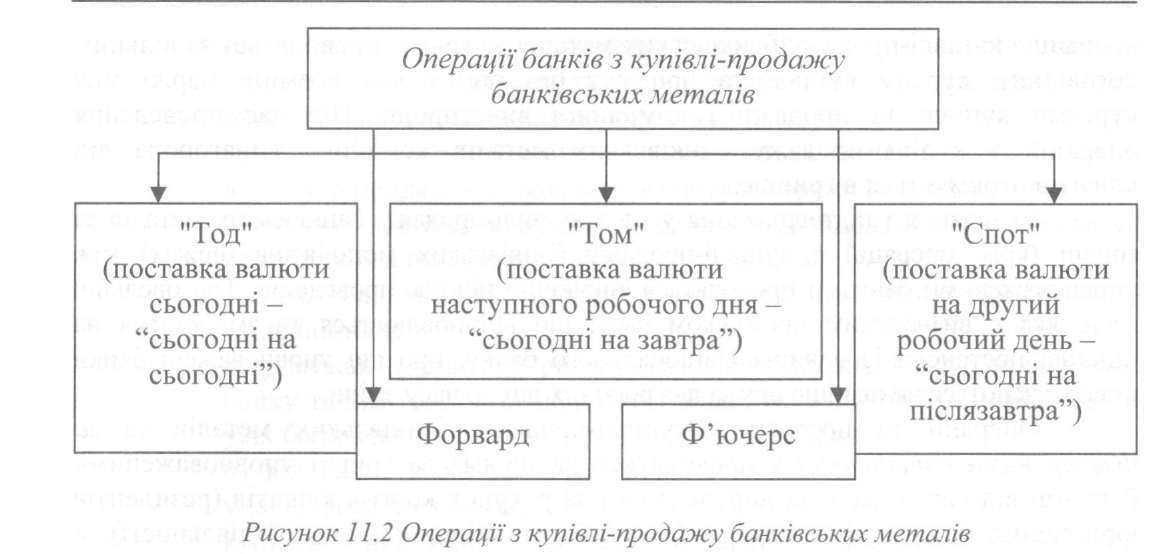 Операції банків з купівлі-продажу
банківських металів
"Тод"
(поставка валюти
сьогодні –
“сьогодні на
сьогодні”)
"Том"
(поставка валюти
наступного робочого дня –
“сьогодні на завтра”)
"Спот"
(поставка валюти
на другий
робочий день –
“сьогодні на
післязавтра”)
Форвард
Ф’ючерс
Рисунок 11.2 Операції з купівлі-продажу банківських металів